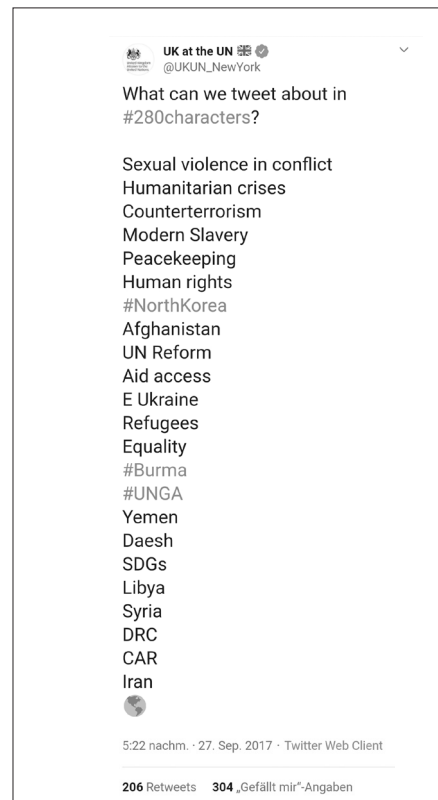 UK at the UN
@UKUN_NewYork
What can we tweet about in
#280characters?
Sexual violence in conflict
Humanitarian crises
Counterterrorism
Modern Slavery
Peacekeeping
Human rights
#NorthKorea
Afghanistan
UN Reform
Aid access
E Ukraine
Refugees
Equality
#Burma
#UNGA
Yemen
Daesh
SDGs
Libya
Syria
DRC
CAR
Iran
5:22 nachm. · 27. Sep. 2017 · Twitter Web Client
206 Retweets 304 „Gefällt mir“-Angaben